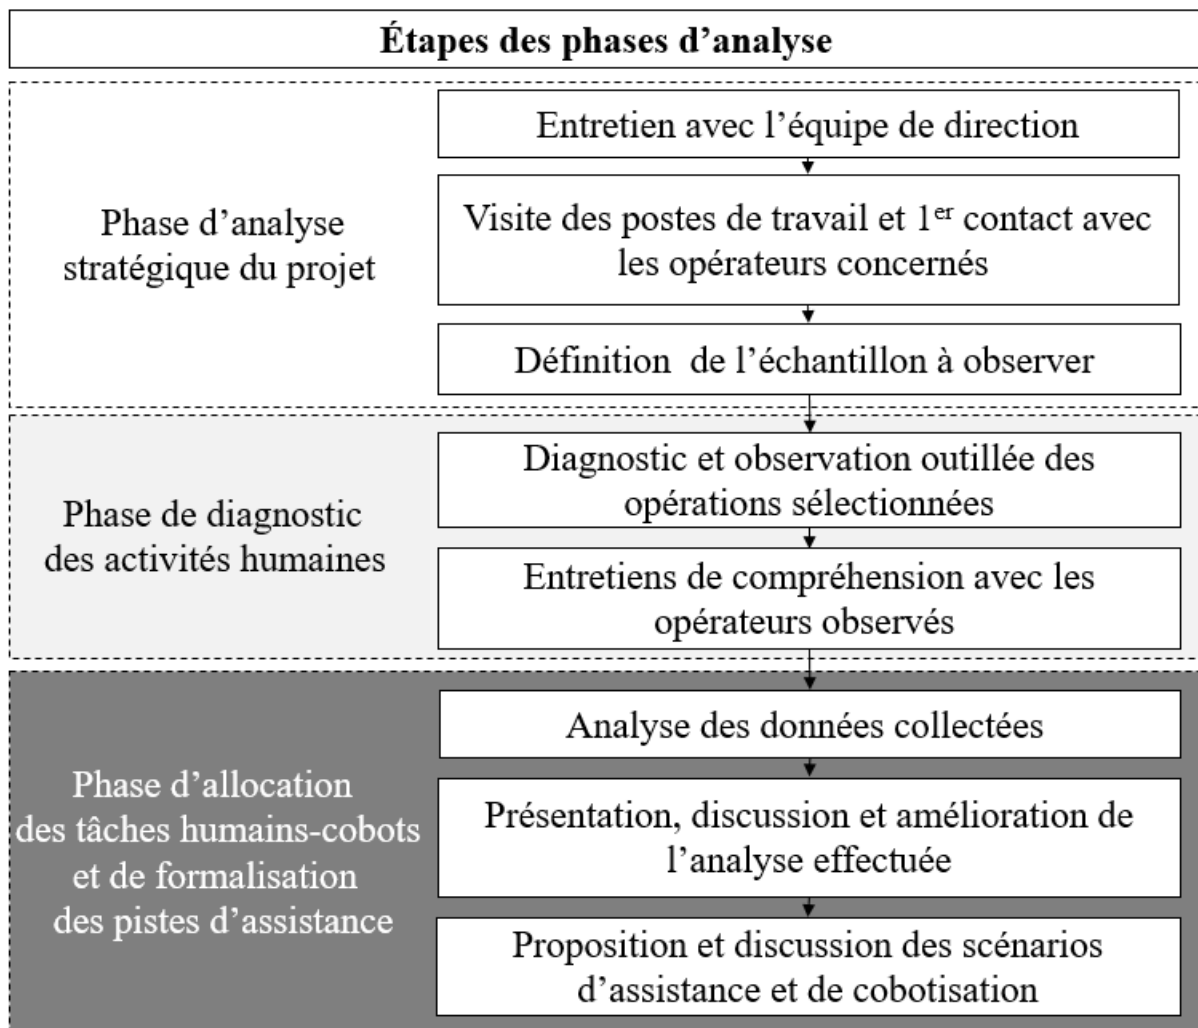 Étapes des phases d’analyse
Phase d’analyse
stratégique du projet
Entretien avec l’équipe de direction
Visite des postes de travail et 1er contact avec
les opérateurs concernés
Définition  de l’échantillon à observer
Phase de diagnostic
des activités humaines
Diagnostic et observation outillée des
opérations sélectionnées
Entretiens de compréhension avec les
opérateurs observés
Phase d’allocation
des tâches humains-cobots
et de formalisation
des pistes d’assistance
Analyse des données collectées
Présentation, discussion et amélioration de
l’analyse effectuée
Proposition et discussion des scénarios
d’assistance et de cobotisation